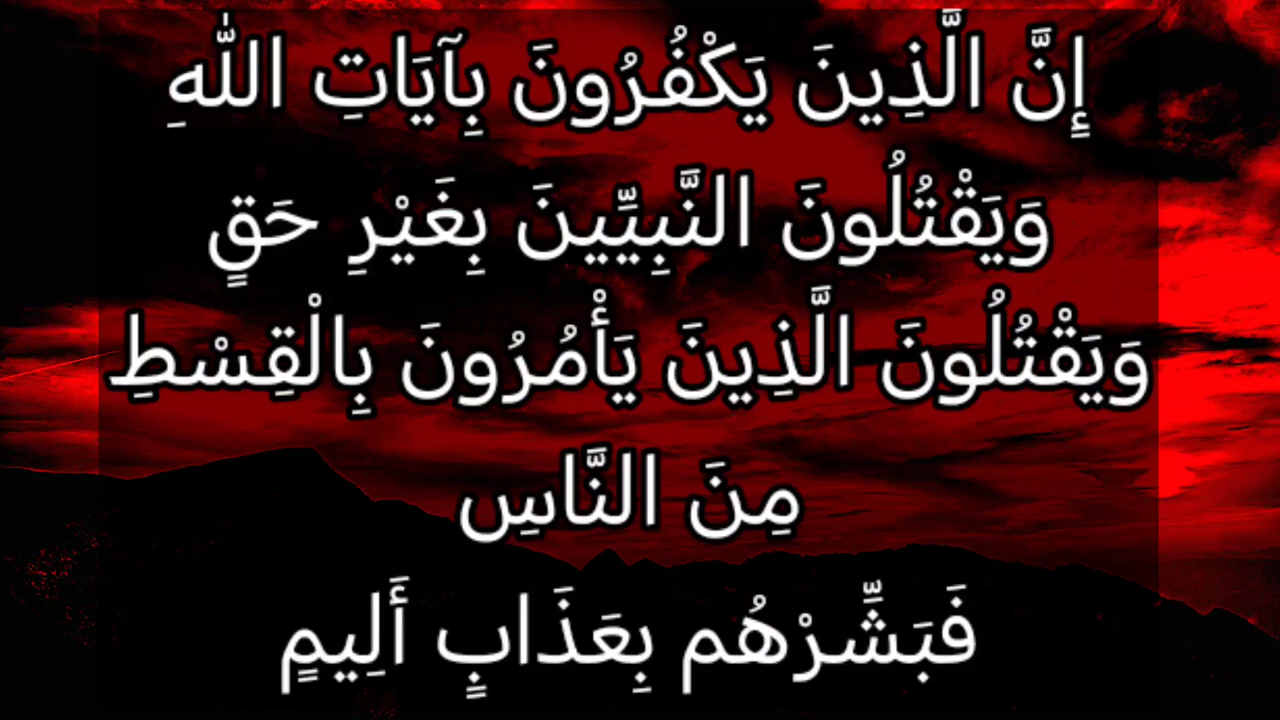 إِنَّ الَّذِينَ يَكْفُرُونَ بِآيَاتِ اللَّهِ
وَيَقْتُلُونَ النَّبِيِّينَ بِغَيْرِ حَقٍ
وَيَقْتُلُونَ الَّذِينَ يَأْمُرُونَ بِالْقِسْطِ
مِنَ النَّاسِ
فَبَشِّرْهُم بِعَذَابٍ أَلِيمٍ